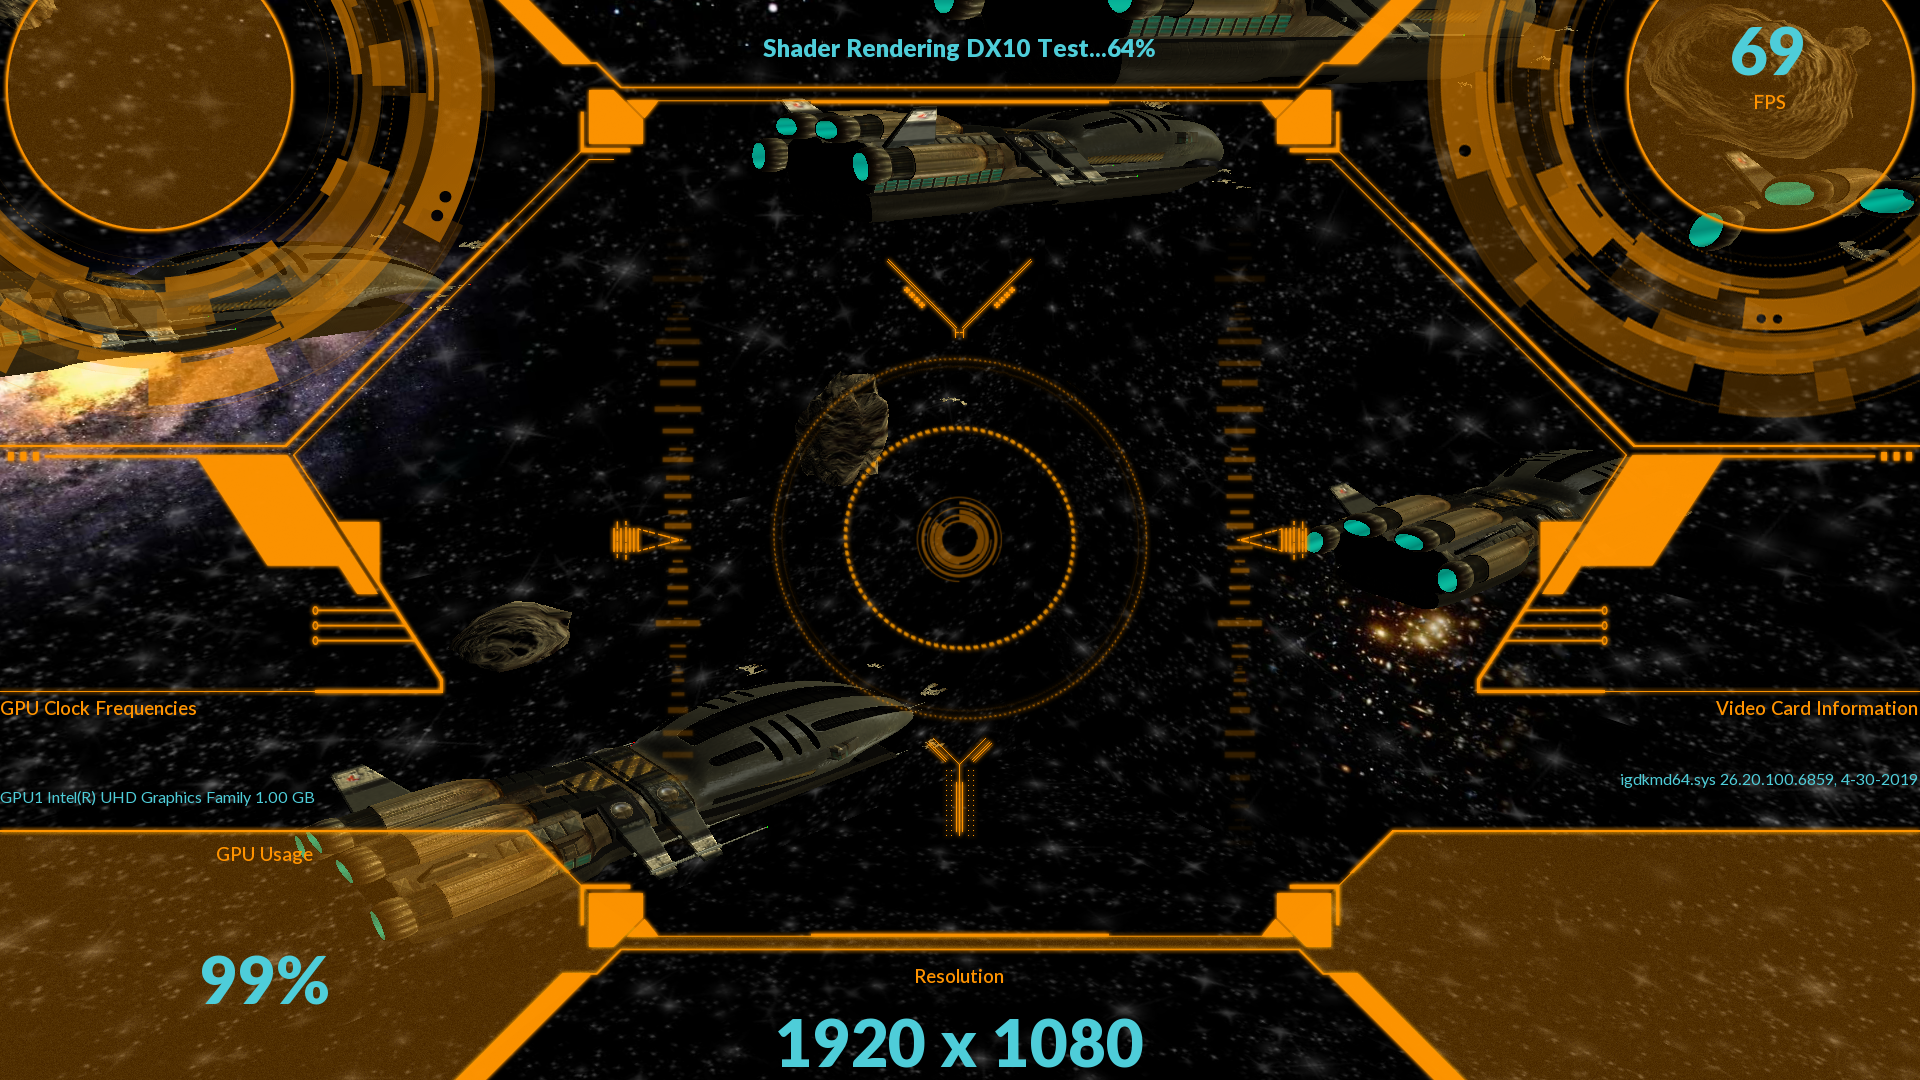 Shader Rendering DX10 Test...64%
69
FPS
GPU Clock Frequencies
Video Card Information
igdkmd64.sys 26.20.100.6859, 4-30-2019
GPU1 Intel(R) UHD Graphics Family 1.00 GB
GPU Usage
99%
Resolution
1920 x 1080